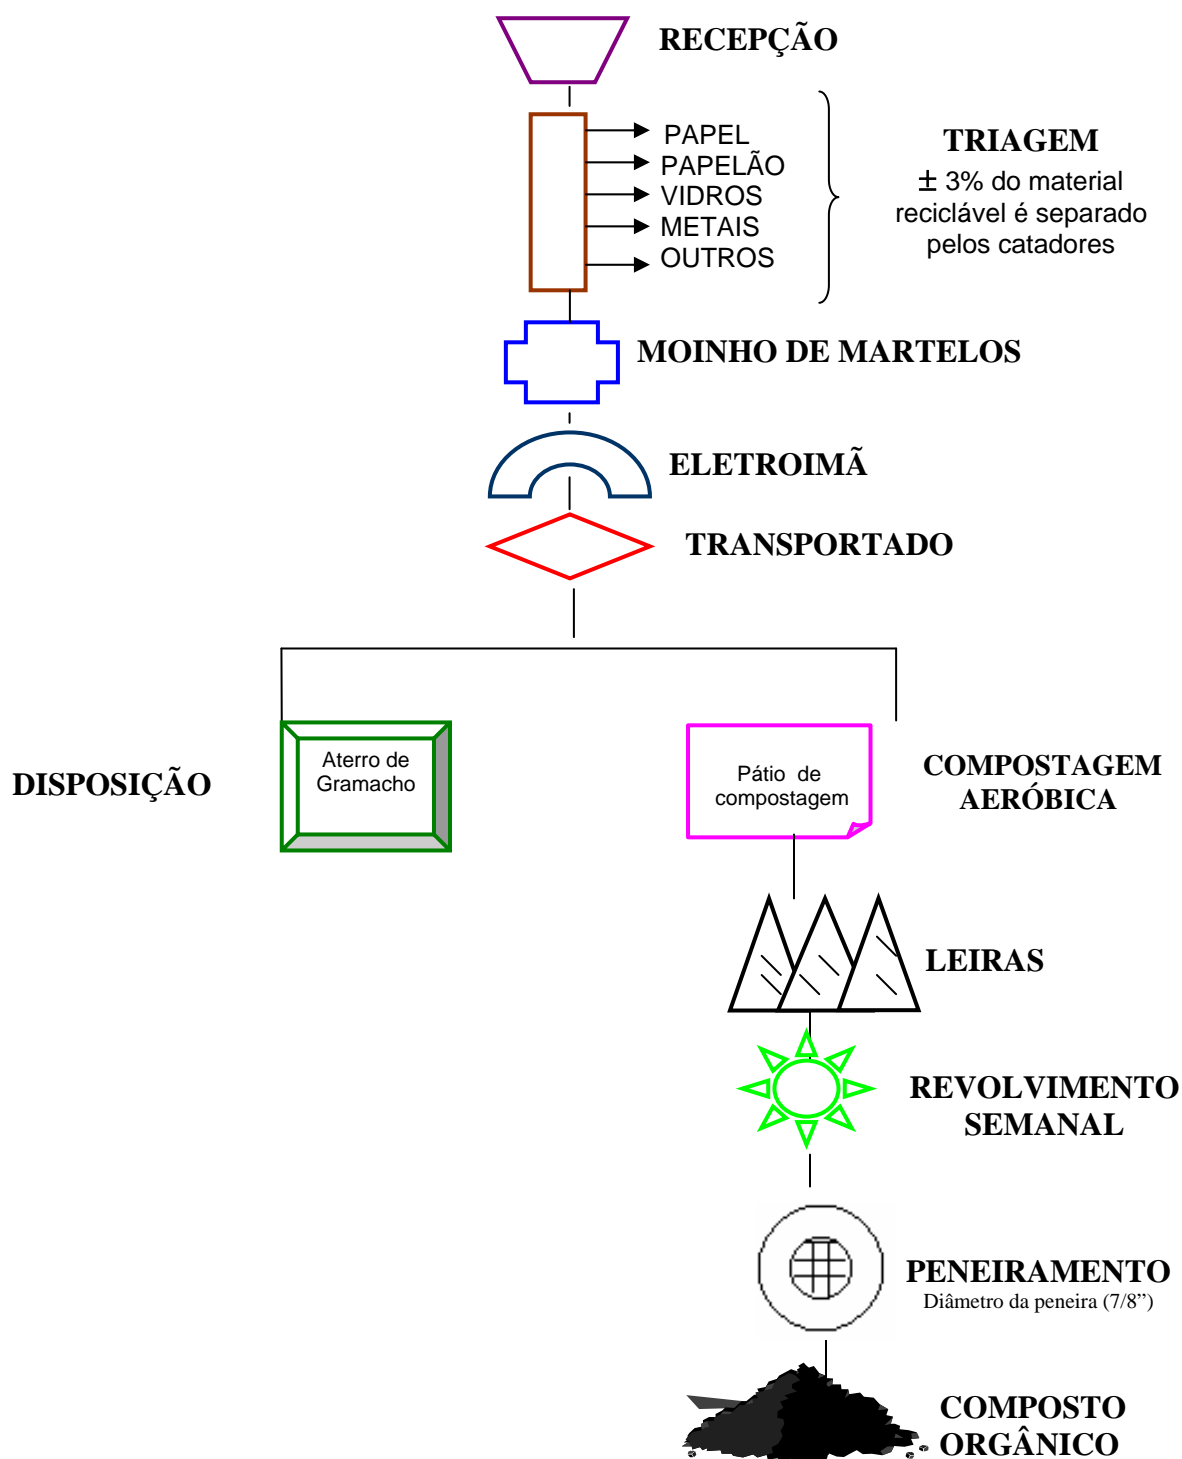 RECEPÇÃO
PAPEL
PAPELÃO
VIDROS
METAIS
OUTROS
TRIAGEM
± 3% do material
reciclável é separado
pelos catadores
MOINHO DE MARTELOS
ELETROIMÃ
TRANSPORTADO
DISPOSIÇÃO
Aterro de
Gramacho
Pátio de
compostagem
COMPOSTAGEM
AERÓBICA
LEIRAS
REVOLVIMENTO
SEMANAL
PENEIRAMENTO
Diâmetro da peneira (7/8”)
COMPOSTO
ORGÂNICO